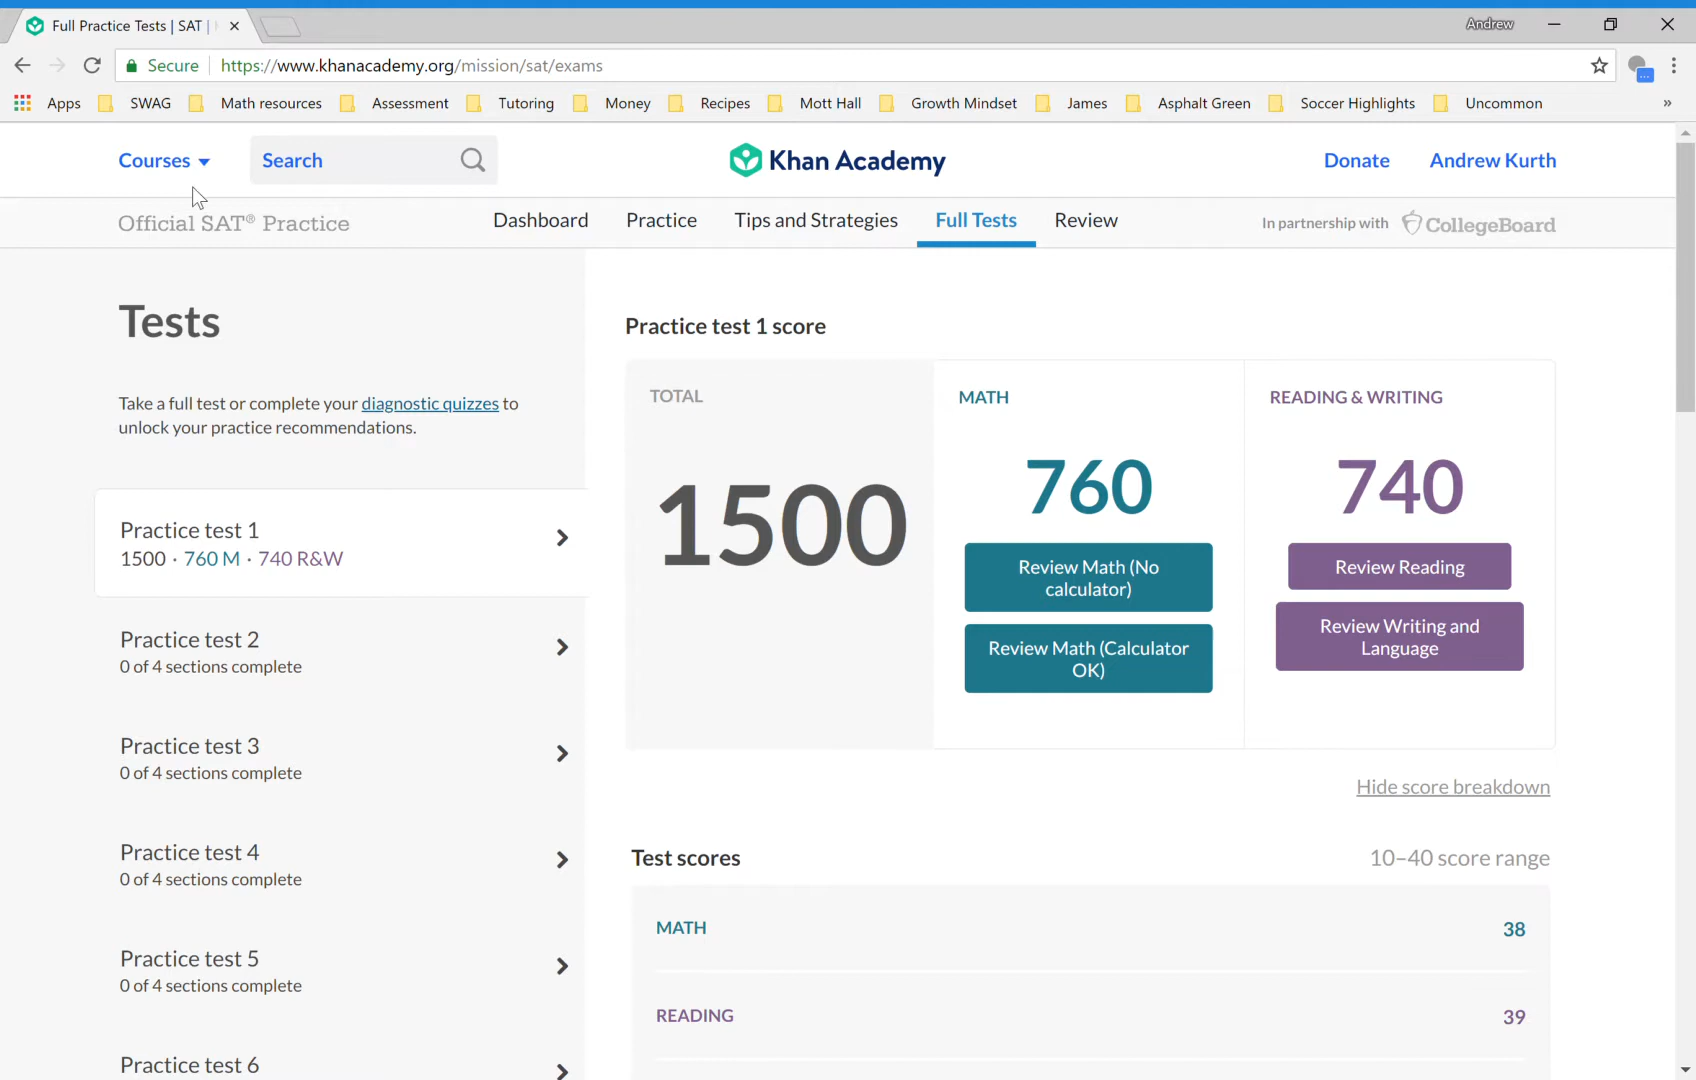 Full Practice Tests | SAT |
Andrew
Secure
https://www.khanacademy.org/mission/sat/exams
Apps
SWAG
Math resources
Assessment
Tutoring
Money
Recipes
Mott Hall
Growth Mindset
James
Asphalt Green
Soccer Highlights
Uncommon
»
Courses
Search
Khan Academy
Donate
Andrew Kurth
Official SAT® Practice
Dashboard
Practice
Tips and Strategies
Full Tests
Review
In partnership with
CollegeBoard
Tests
Take a full test or complete your diagnostic quizzes to
unlock your practice recommendations.
Practice test 1
1500 · 760 M · 740 R&W
Practice test 2
0 of 4 sections complete
Practice test 3
0 of 4 sections complete
Practice test 4
0 of 4 sections complete
Practice test 5
0 of 4 sections complete
Practice test 6
Practice test 1 score
TOTAL
1500
MATH
760
Review Math (No
calculator)
Review Math (Calculator
OK)
READING & WRITING
740
Review Reading
Review Writing and
Language
Hide score breakdown
Test scores
10–40 score range
MATH
38
READING
39